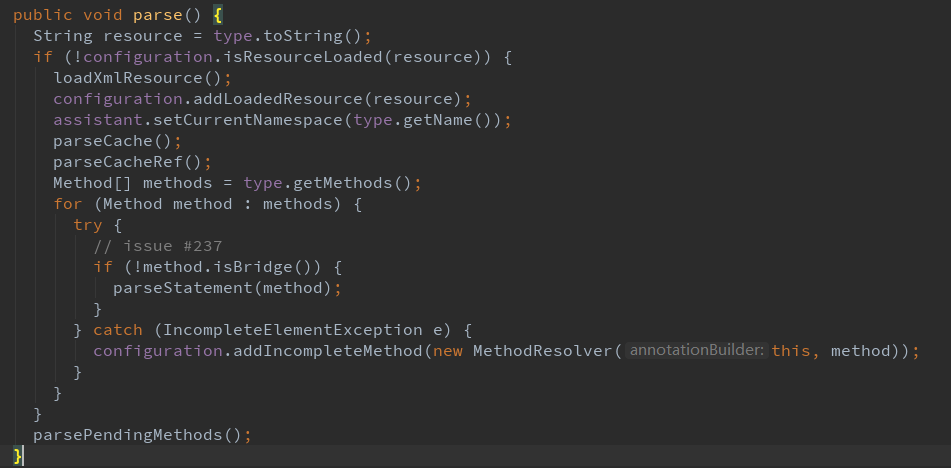 public void parse() {
  String resource = type.toString();
  if (!configuration.isResourceLoaded(resource)) {
    loadXmlResource();
    configuration.addLoadedResource(resource);
    assistant.setCurrentNamespace(type.getName());
    parseCache();
    parseCacheRef();
    Method[] methods = type.getMethods();
    for (Method method : methods) {
      try {
        // issue #237
        if (!method.isBridge()) {
          parseStatement(method);
        }
      } catch (IncompleteElementException e) {
        configuration.addIncompleteMethod(new MethodResolver( annotationBuilder: this, method));
      }
    }
  }
  parsePendingMethods();
}